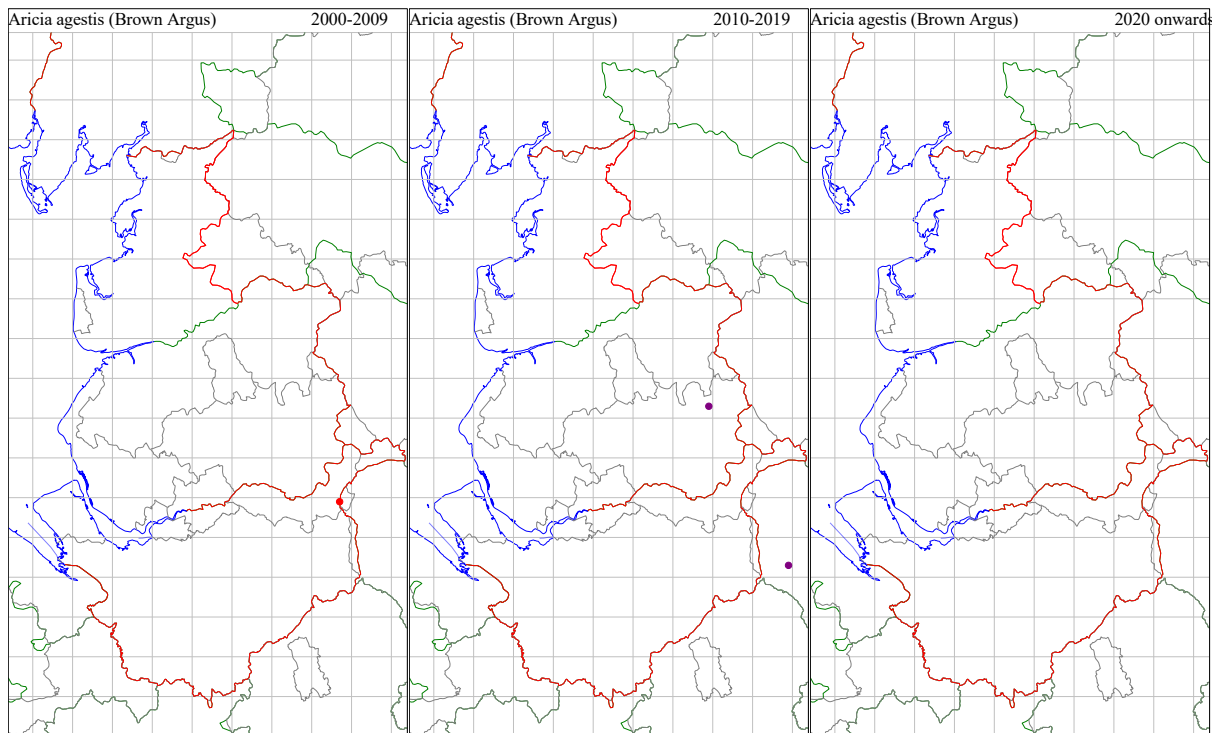 Aricia agestis (Brown Argus) 2000-2009
Aricia agestis (Brown Argus) 2010-2019
Aricia agestis (Brown Argus) 2020 onwards